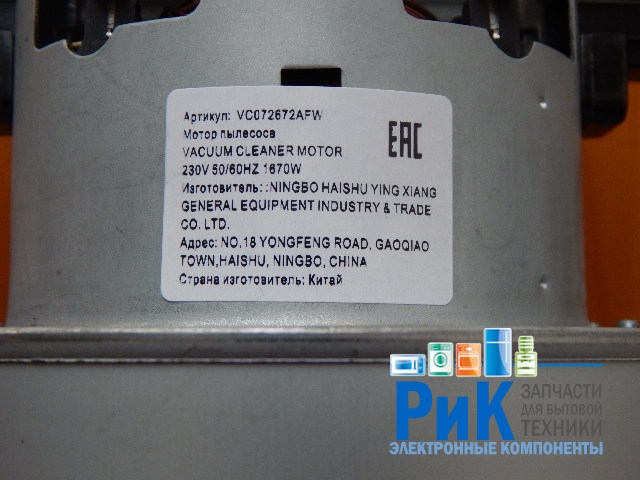 Артикул: VC072672AFW
Мотор пылесоса
VACUUM CLEANER MOTOR
230V 50/60HZ 1670W
Изготовитель: :NINGBO HAISHU YING XIANG
GENERAL EQUIPMENT INDUSTRY & TRADE
CO. LTD.
Адрес: NO,18 YONGFENG ROAD, GAOQIAO
TOWN,HAISHU, NINGBO, CHINA
Страна изготовитель: Китай
EAC
РиК
ЗАПЧАСТИ
ДЛЯ БЫТОВОЙ
ТЕХНИКИ
ЭЛЕКТРОННЫЕ КОМПОНЕНТЫ